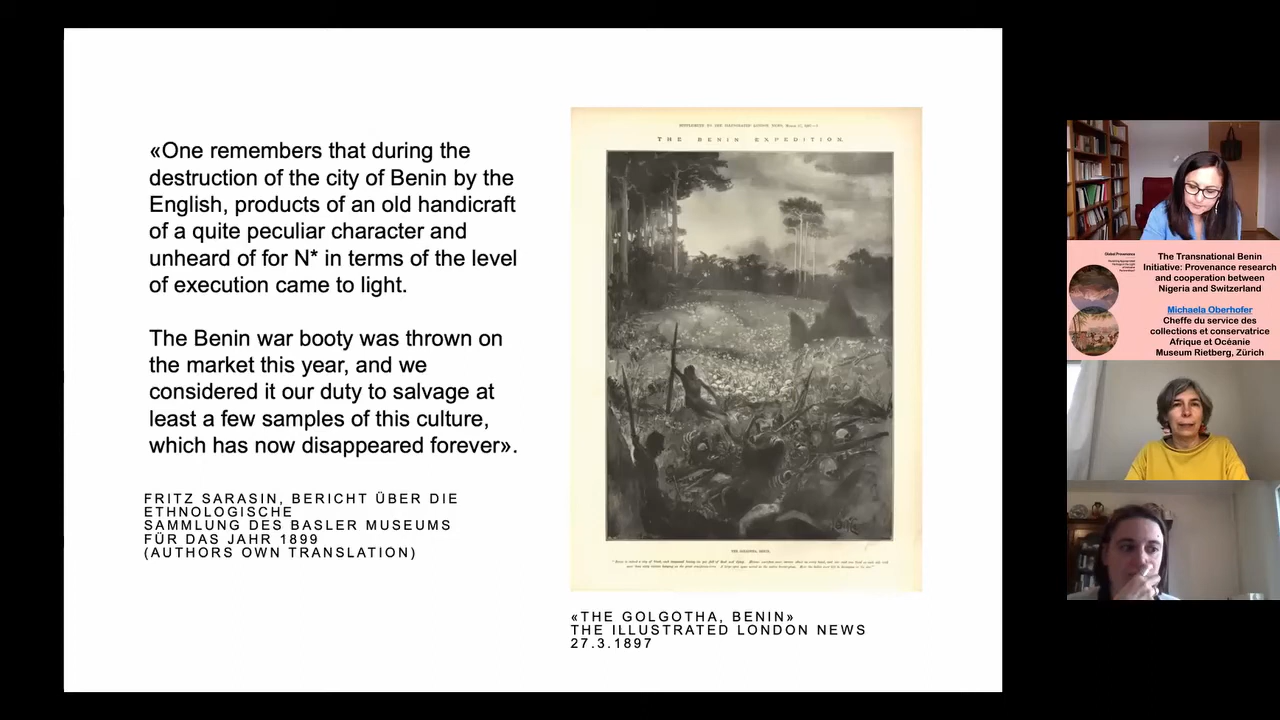 «One remembers that during the
destruction of the city of Benin by the
English, products of an old handicraft
of a quite peculiar character and
unheard of for N* in terms of the level
of execution came to light.
The Benin war booty was thrown on
the market this year, and we
considered it our duty to salvage at
least a few samples of this culture,
which has now disappeared forever».
FRITZ SARASIN, BERICHT ÜBER DIE
ETHNOLOGISCHE
SAMMLUNG DES BASLER MUSEUMS
FÜR DAS JAHR 1899
(AUTHORS OWN TRANSLATION)
THE BENIN EXPEDITION.
THE GOLGOTHA, BENIN.
«THE GOLGOTHA, BENIN»
THE ILLUSTRATED LONDON NEWS
27.3.1897
Global Provenance
The Transnational Benin
Initiative: Provenance research
and cooperation between
Nigeria and Switzerland
Michaela Oberhofer
Cheffe du service des
collections et conservatrice
Afrique et Océanie
Museum Rietberg, Zürich